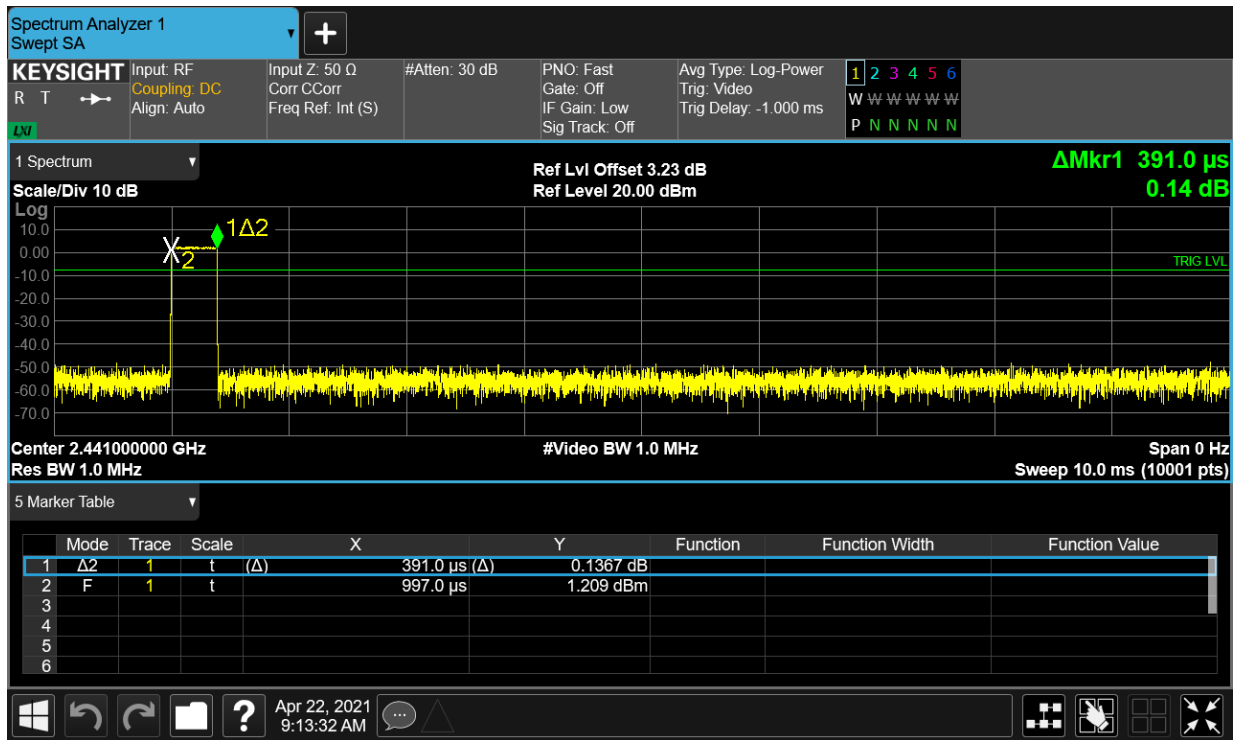 Spectrum Analyzer 1
Swept SA
KEYSIGHT
R T
LXI
Input: RF
Coupling: DC
Align: Auto
Input Z: 50 Ω
Corr CCorr
Freq Ref: Int (S)
#Atten: 30 dB
PNO: Fast
Gate: Off
IF Gain: Low
Sig Track: Off
Avg Type: Log-Power
Trig: Video
Trig Delay: -1.000 ms
1 2 3 4 5 6
W W W W W W
P N N N N N
1 Spectrum
Scale/Div 10 dB
Ref Lvl Offset 3.23 dB
Ref Level 20.00 dBm
ΔMkr1 391.0 µs
0.14 dB
Log
10.0
0.00
-10.0
-20.0
-30.0
-40.0
-50.0
-60.0
-70.0
1Δ2
2
TRIG LVL
Center 2.441000000 GHz
#Video BW 1.0 MHz
Span 0 Hz
Res BW 1.0 MHz
Sweep 10.0 ms (10001 pts)
5 Marker Table
Mode Trace Scale X Y Function Function Width Function Value
1 Δ2 1 t (Δ) 391.0 µs (Δ) 0.1367 dB
2 F 1 t 997.0 µs 1.209 dBm
3
4
5
6
?
Apr 22, 2021
9:13:32 AM